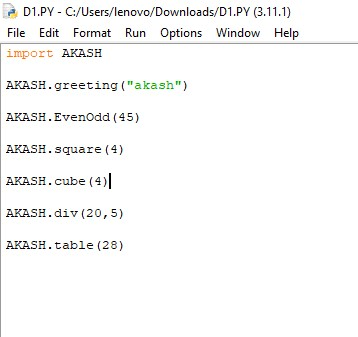 D1.PY - C:/Users/lenovo/Downloads/D1.PY (3.11.1)
File Edit Format Run Options Window Help
import AKASH
AKASH.greeting("akash")
AKASH.EvenOdd(45)
AKASH.square(4)
AKASH.cube(4)
AKASH.div(20,5)
AKASH.table(28)